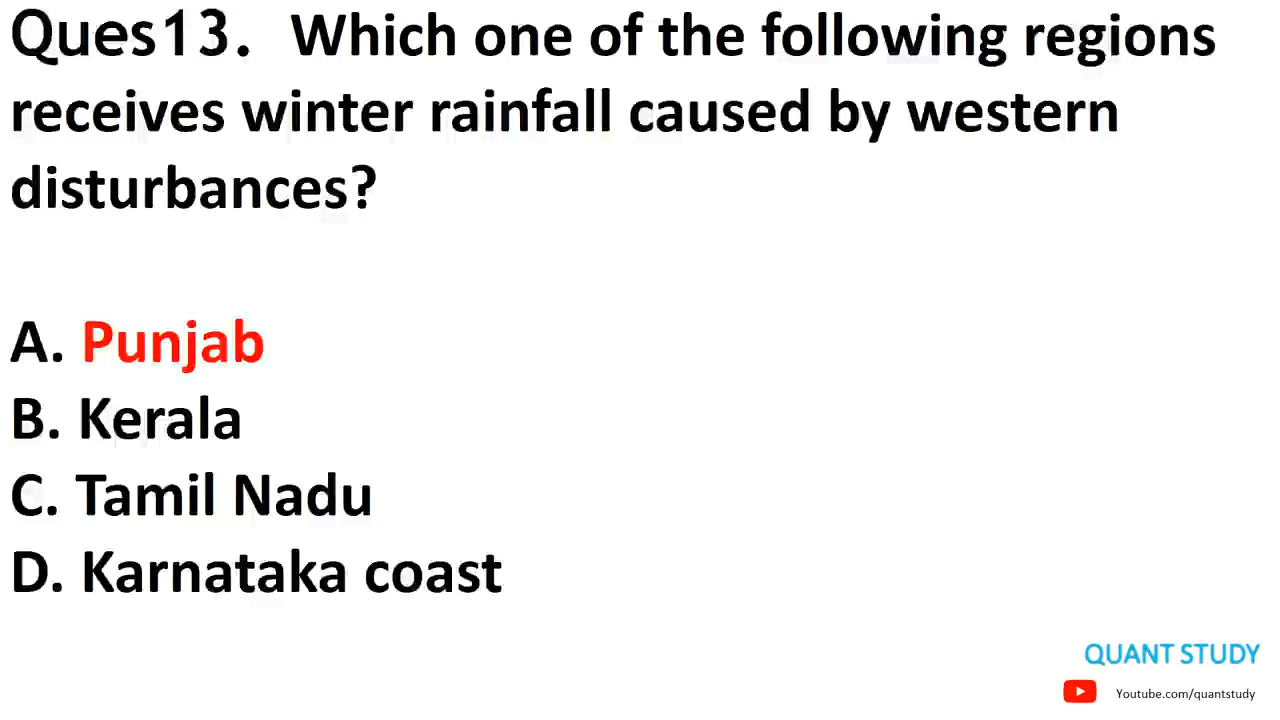 Ques13. Which one of the following regions
receives winter rainfall caused by western
disturbances?
A. Punjab
B. Kerala
C. Tamil Nadu
D. Karnataka coast
QUANT STUDY
Youtube.com/quantstudy